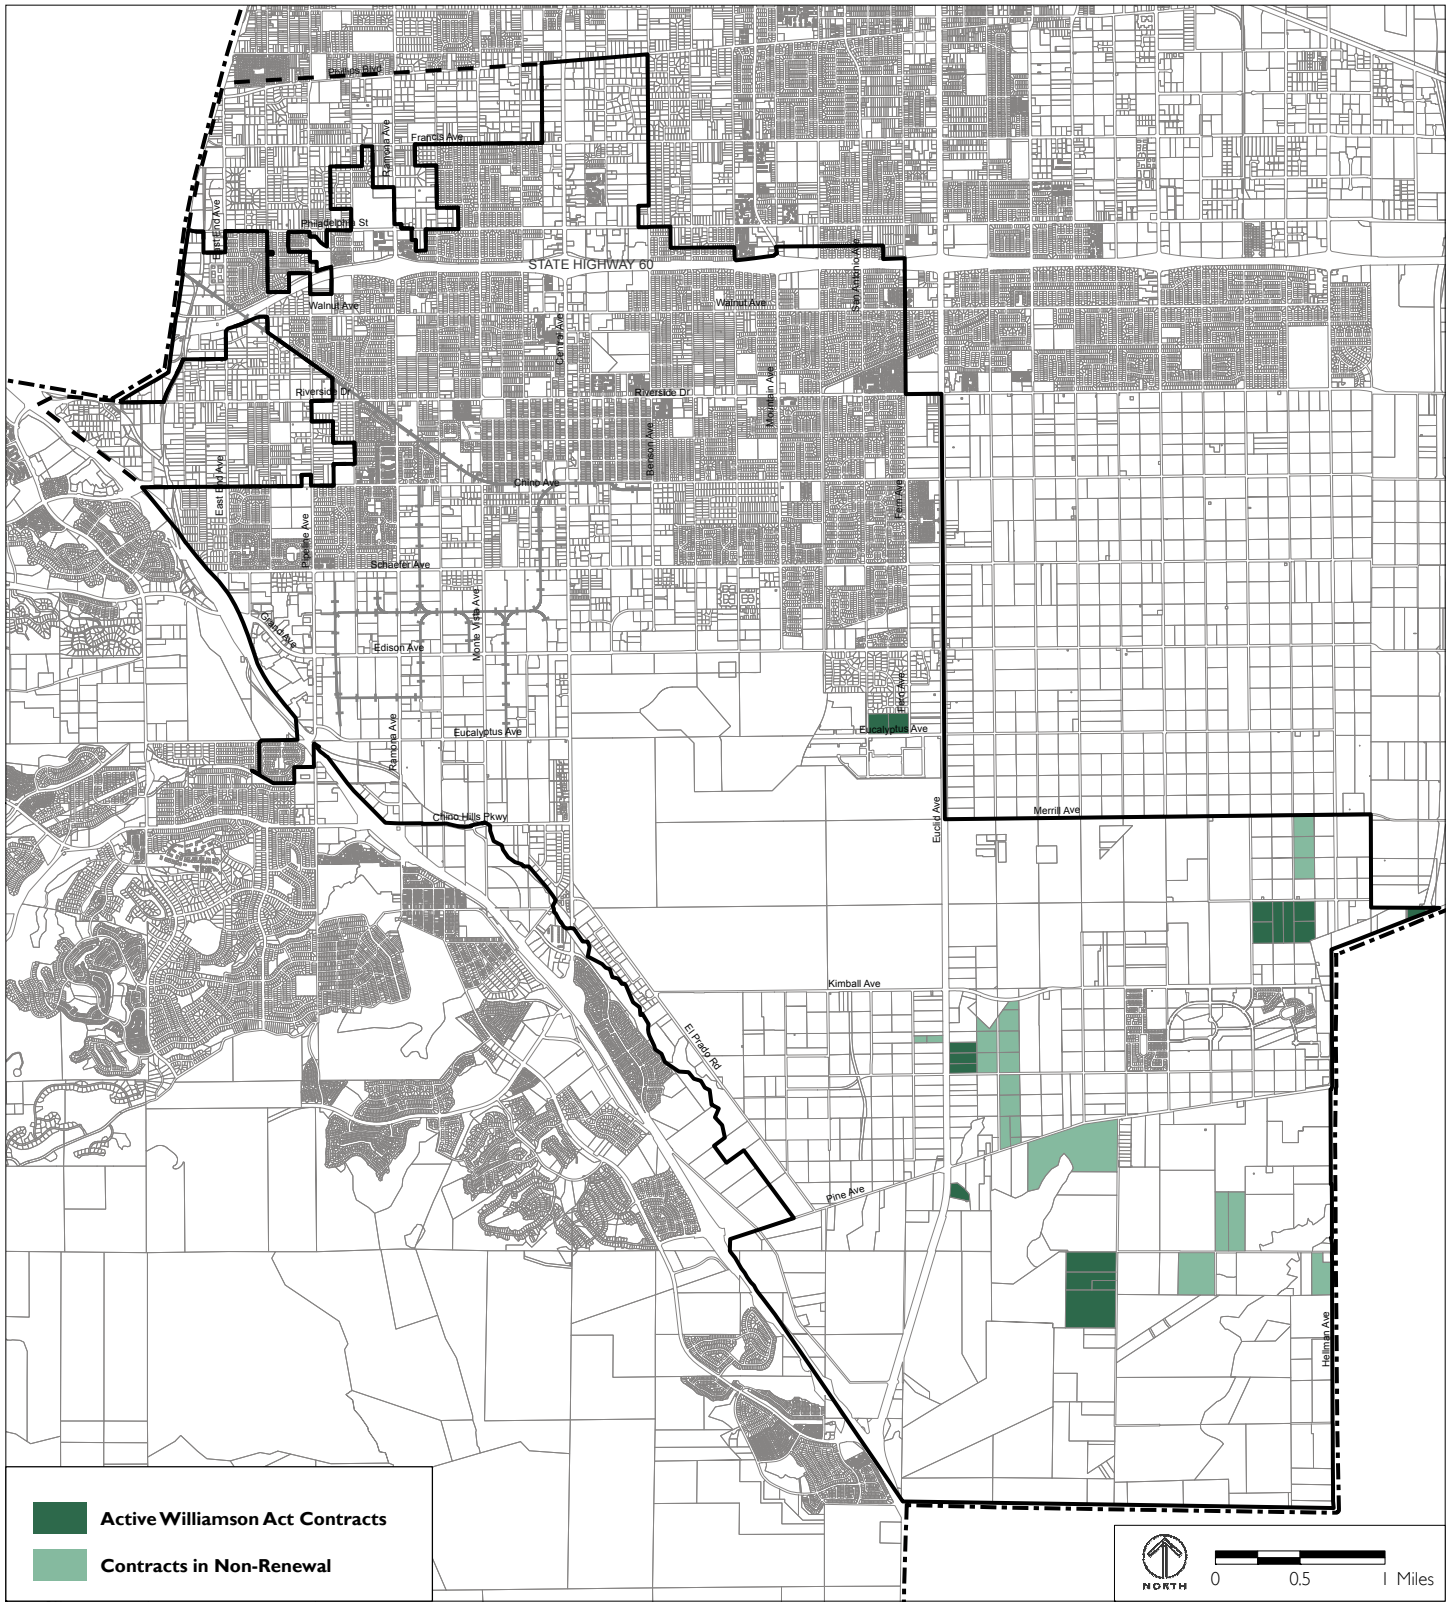 Phillips Blvd
Ramona Ave
Francis Ave
East End Ave
Philadelphia St
STATE HIGHWAY 60
San Antonio Ave
Walnut Ave
Walnut Ave
Central Ave
Mountain Ave
Riverside Dr
Riverside Dr
Benson Ave
East End Ave
Chino Ave
Fern Ave
Pipeline Ave
Schaefer Ave
Monte Vista Ave
Grand Ave
Edison Ave
Fern Ave
Ramona Ave
Eucalyptus Ave
Eucalyptus Ave
Euclid Ave
Merrill Ave
Chino Hills Pkwy
Kimball Ave
El Prado Rd
Pine Ave
Hellman Ave
Active Williamson Act Contracts
Contracts in Non-Renewal
NORTH
0 0.5 1 Miles